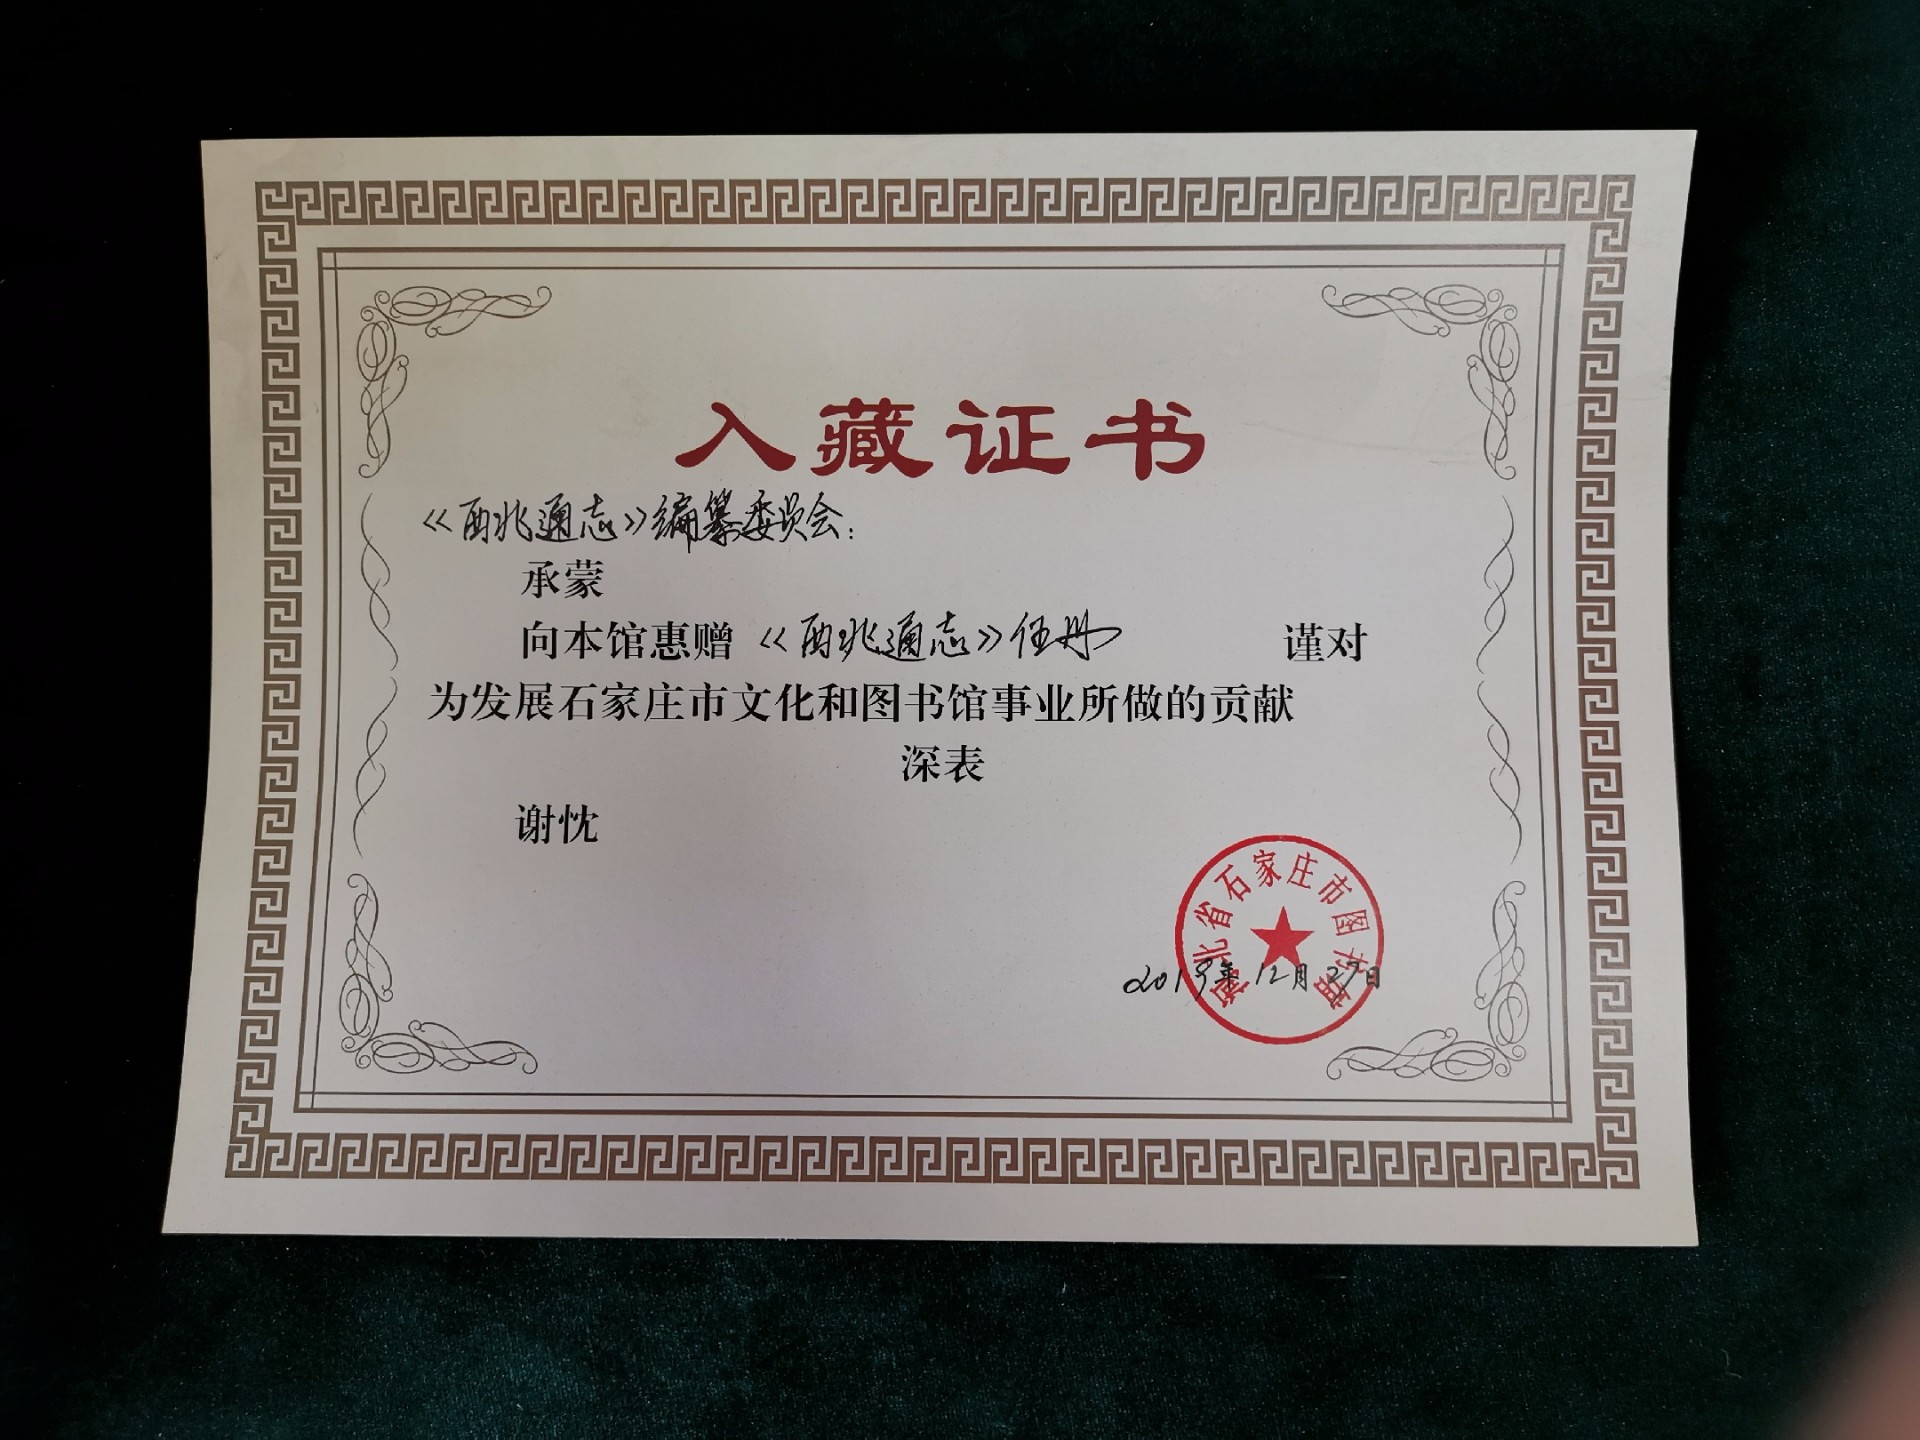 入藏证书
《西兆通志》编纂委员会：
承蒙
向本馆惠赠《西兆通志》伍册 谨对
为发展石家庄市文化和图书馆事业所做的贡献
深表
谢忱
河北省石家庄市图书馆
2019年12月27日